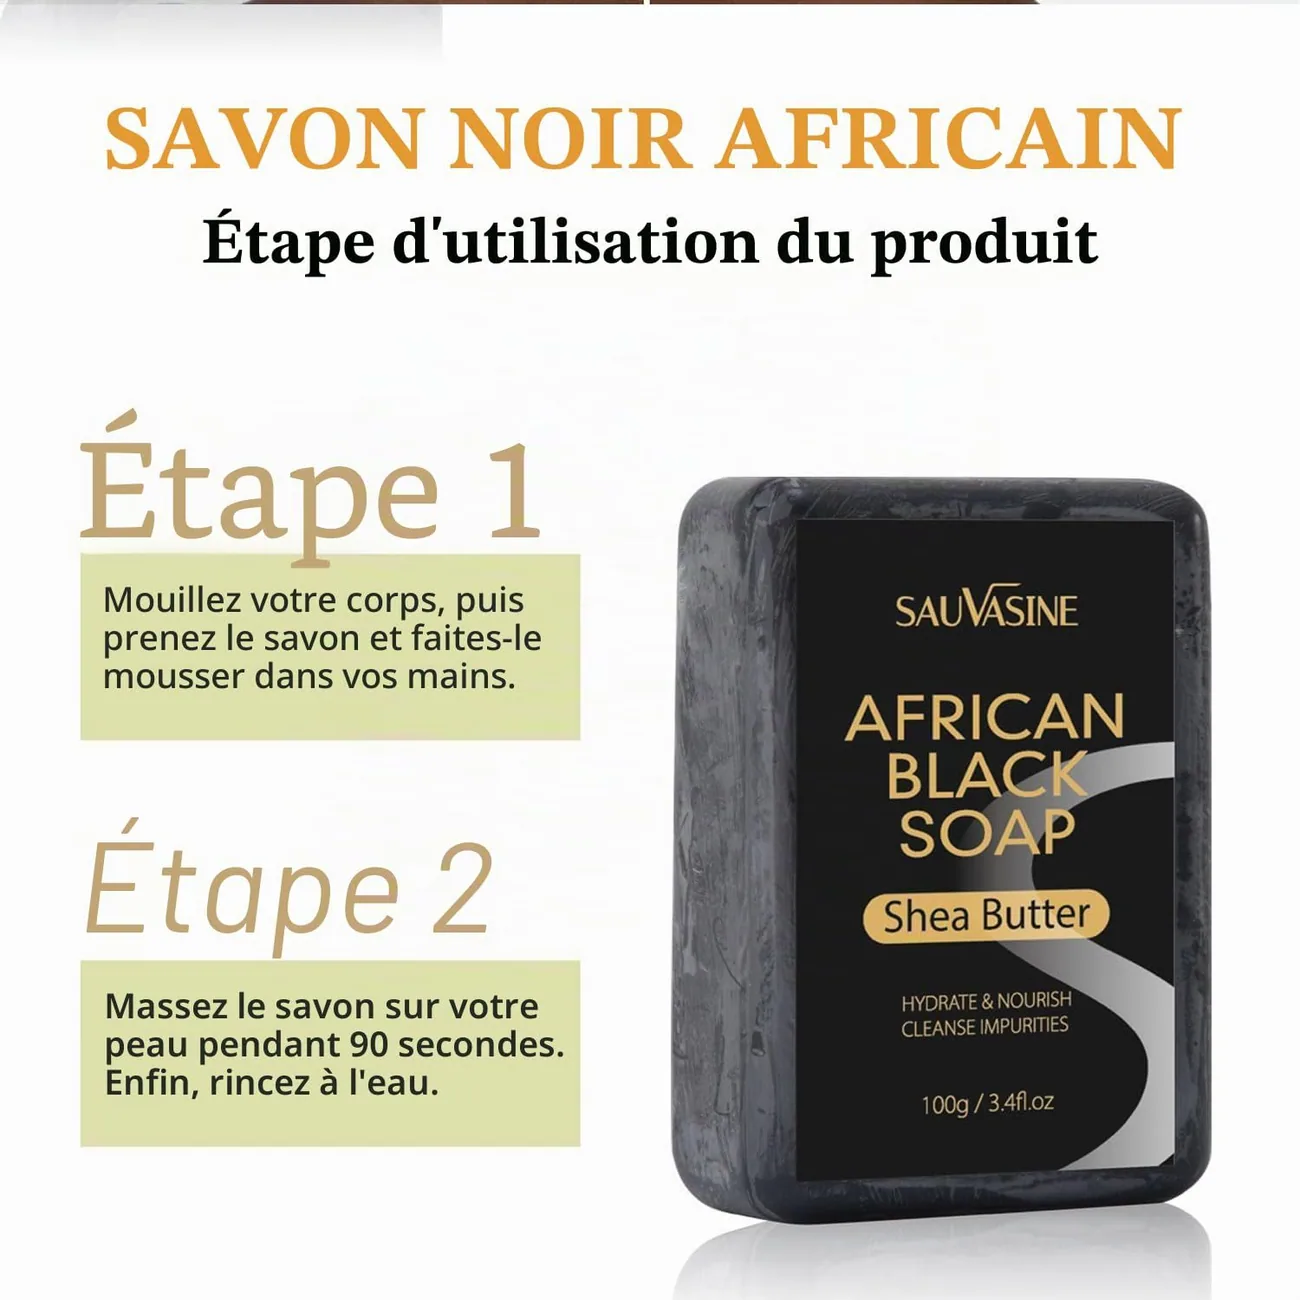 SAVON NOIR AFRICAIN
Étape d'utilisation du produit
Étape 1
Mouillez votre corps, puis
prenez le savon et faites-le
mousser dans vos mains.
Étape 2
Massez le savon sur votre
peau pendant 90 secondes.
Enfin, rincez à l'eau.
SAUVASINE
AFRICAN
BLACK
SOAP
Shea Butter
HYDRATE & NOURISH
CLEANSE IMPURITIES
100g / 3.4fl.oz